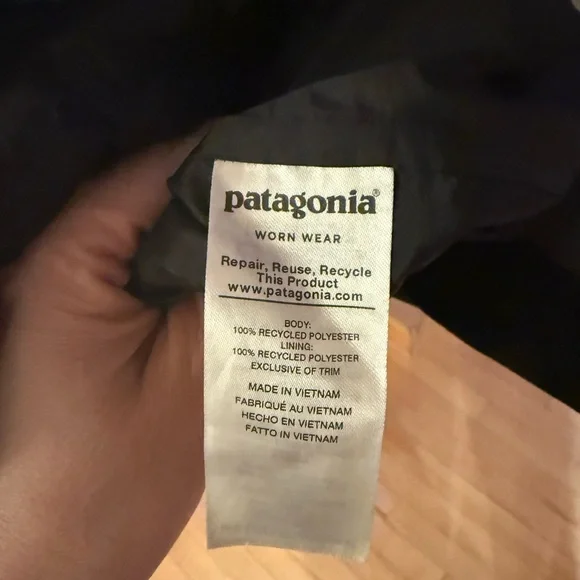 patagonia®
WORN WEAR
Repair, Reuse, Recycle
This Product
www.patagonia.com
BODY:
100% RECYCLED POLYESTER
LINING:
100% RECYCLED POLYESTER
EXCLUSIVE OF TRIM
MADE IN VIETNAM
FABRIQUÉ AU VIETNAM
HECHO EN VIETNAM
FATTO IN VIETNAM